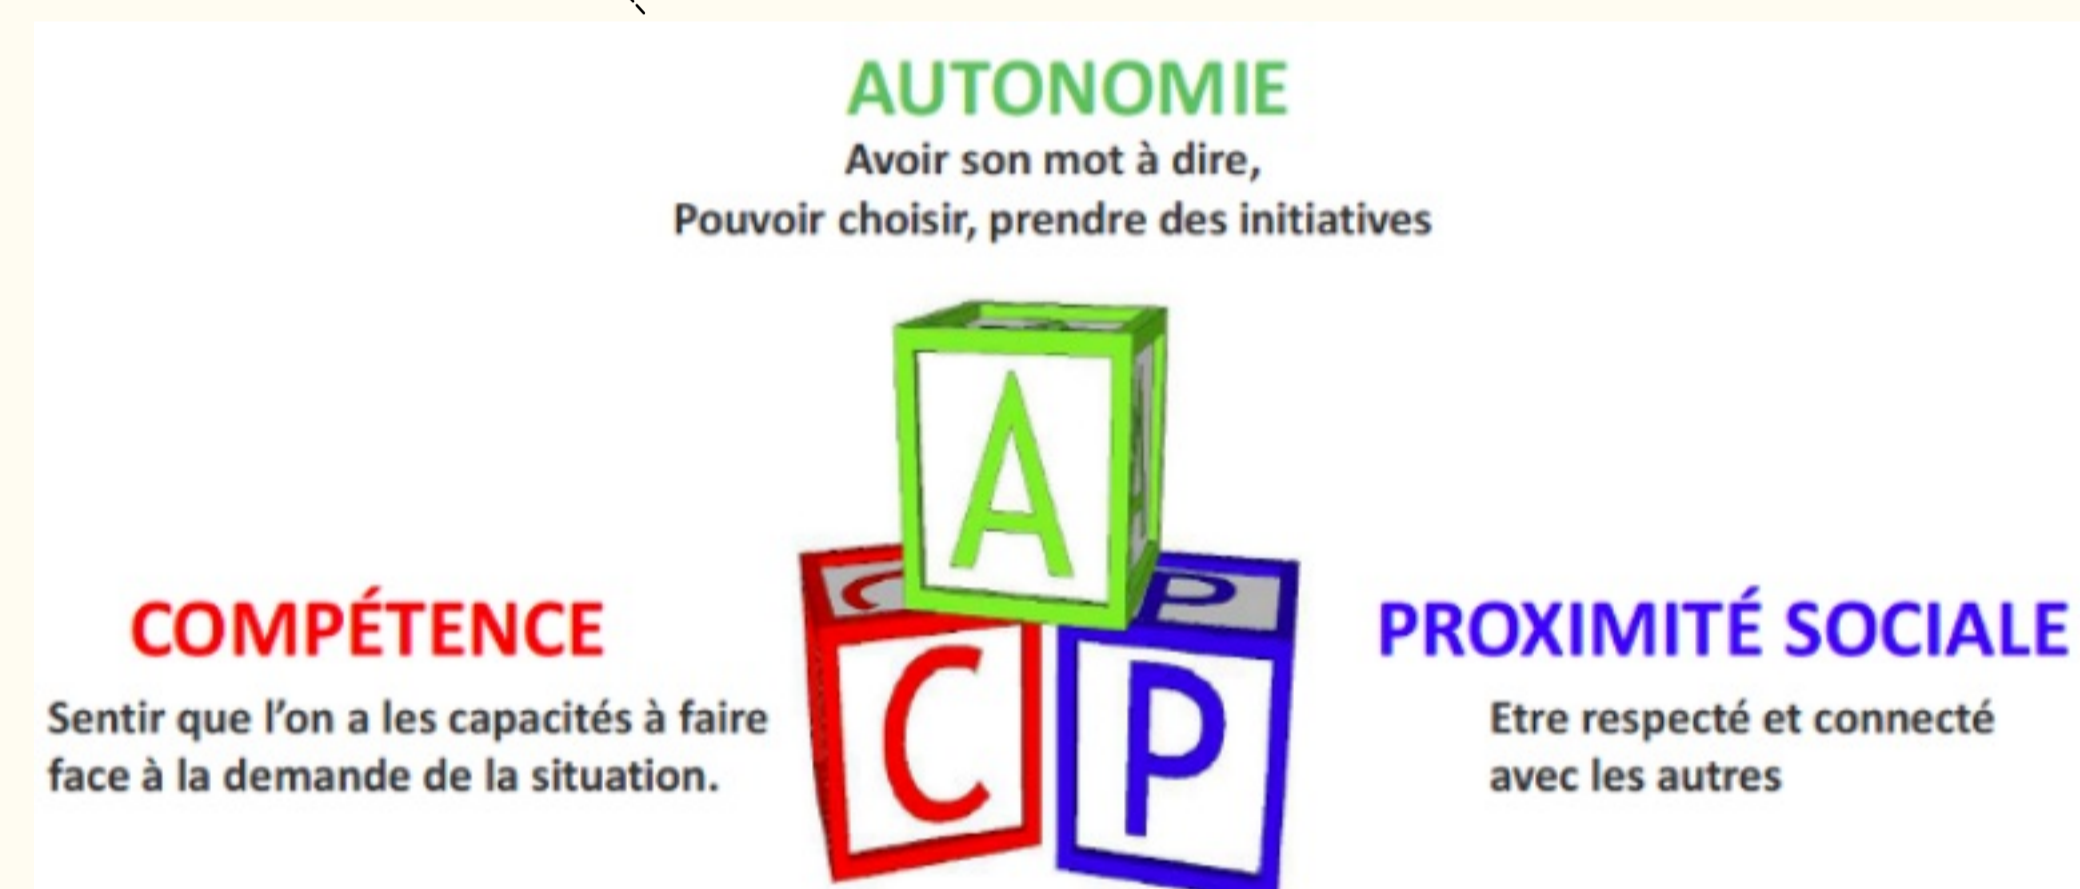 AUTONOMIE
Avoir son mot à dire,
Pouvoir choisir, prendre des initiatives
A
C
P
COMPÉTENCE
Sentir que l'on a les capacités à faire
face à la demande de la situation.
C
P
PROXIMITÉ SOCIALE
Etre respecté et connecté
avec les autres